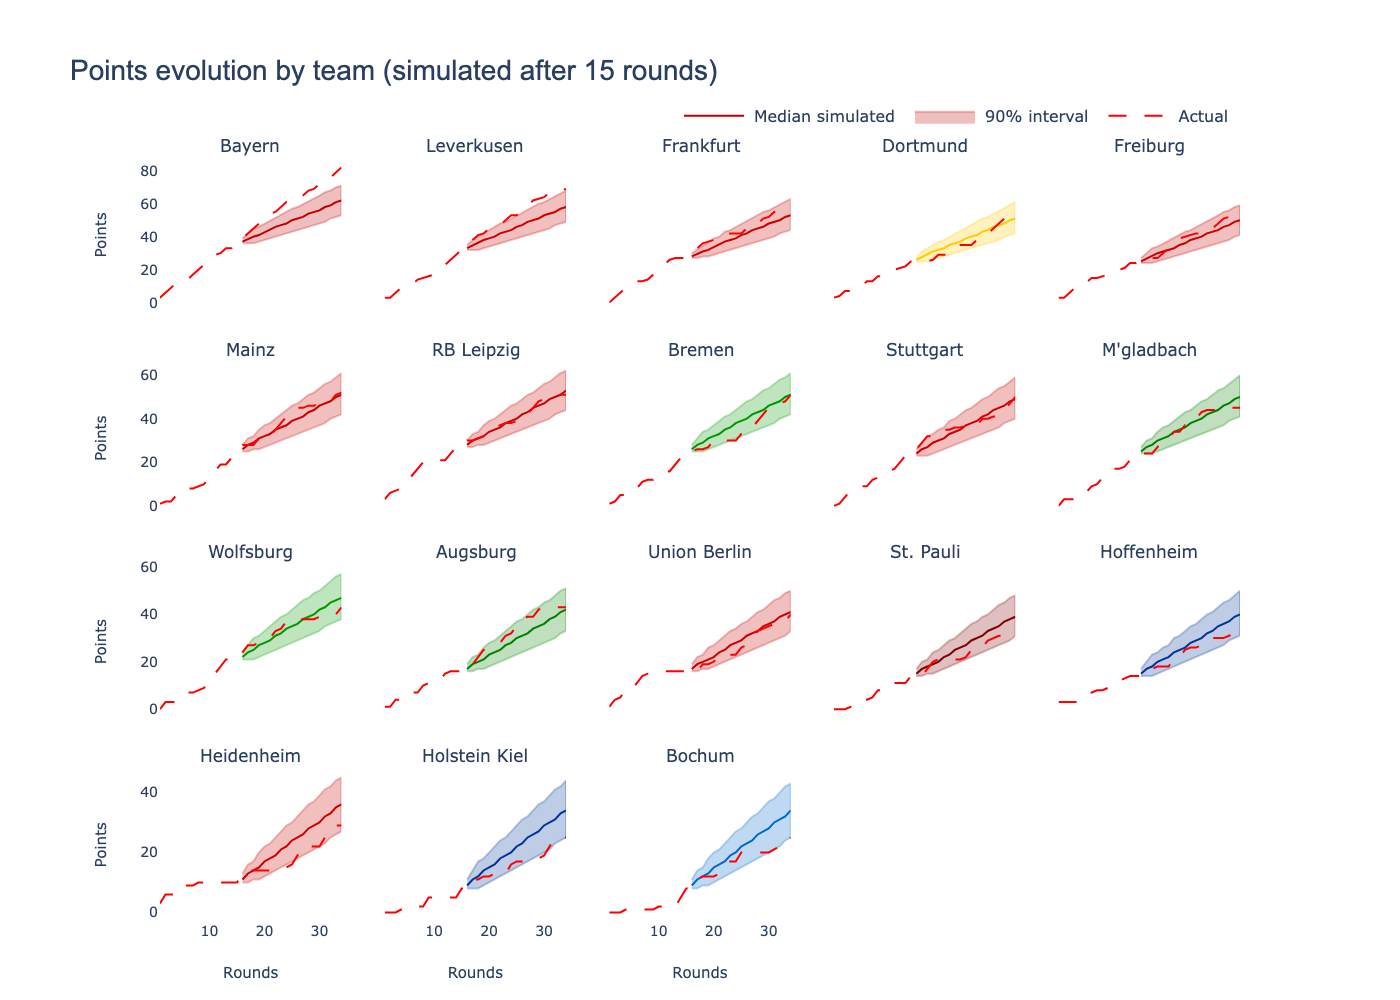 Points evolution by team (simulated after 15 rounds)
Median simulated 90% interval Actual
Bayern Leverkusen Frankfurt Dortmund Freiburg
80
60
40
20
0
Points
Mainz RB Leipzig Bremen Stuttgart M'gladbach
60
40
20
0
Points
Wolfsburg Augsburg Union Berlin St. Pauli Hoffenheim
60
40
20
0
Points
Heidenheim Holstein Kiel Bochum
40
20
0
Points
10 20 30 10 20 30 10 20 30
Rounds Rounds Rounds